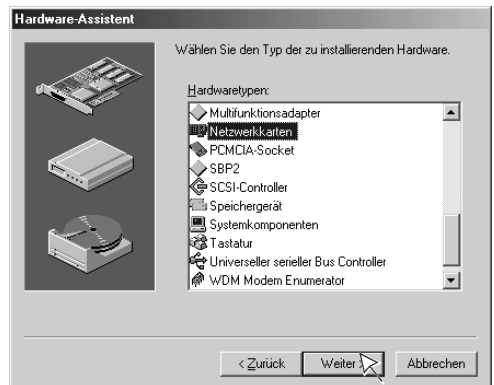 Hardware-Assistent
Wählen Sie den Typ der zu installierenden Hardware.
Hardwaretypen:
Multifunktionsadapter
Netzwerkkarten
PCMCIA-Socket
SBP2
SCSI-Controller
Speichergerät
Systemkomponenten
Tastatur
Universeller serieller Bus Controller
WDM Modem Enumerator
< Zurück Weiter > Abbrechen